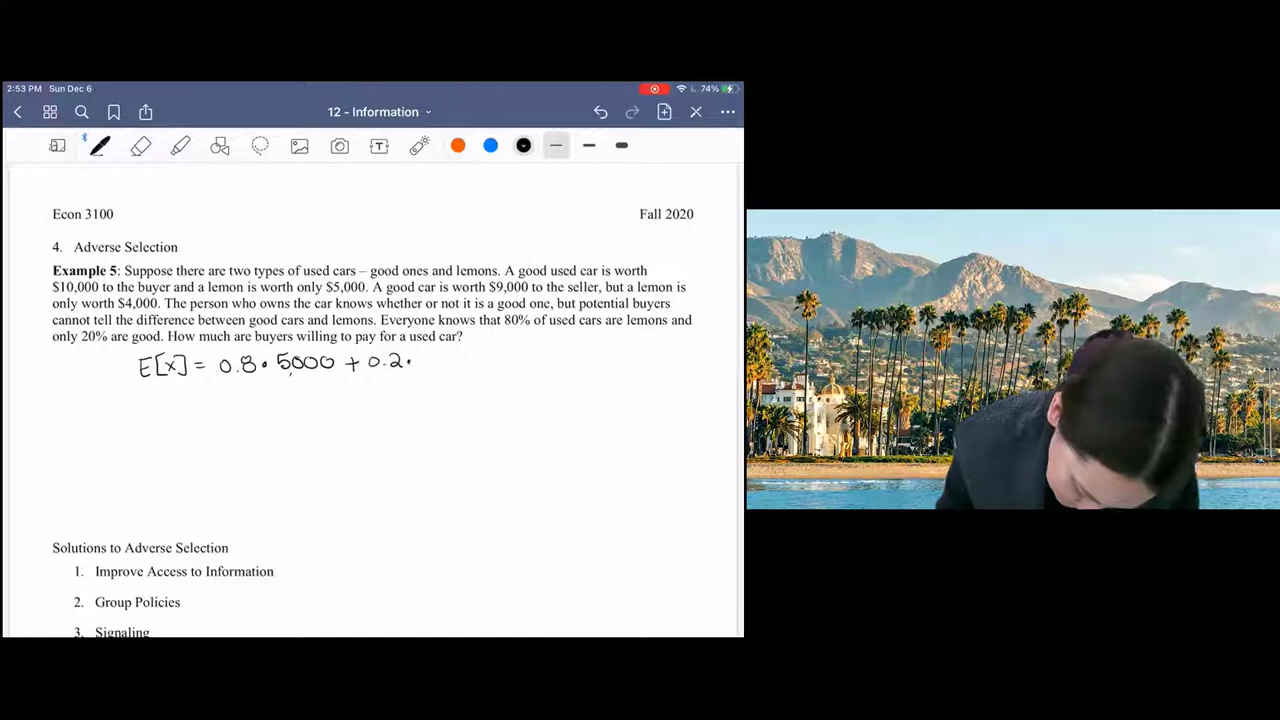 2:53 PM Sun Dec 6
74%
12 - Information
T
Econ 3100
Fall 2020
4. Adverse Selection
Example 5: Suppose there are two types of used cars – good ones and lemons. A good used car is worth
$10,000 to the buyer and a lemon is worth only $5,000. A good car is worth $9,000 to the seller, but a lemon is
only worth $4,000. The person who owns the car knows whether or not it is a good one, but potential buyers
cannot tell the difference between good cars and lemons. Everyone knows that 80% of used cars are lemons and
only 20% are good. How much are buyers willing to pay for a used car?
E[x] = 0.8 • 5,000 + 0.2 •
Solutions to Adverse Selection
1. Improve Access to Information
2. Group Policies
3. Signaling